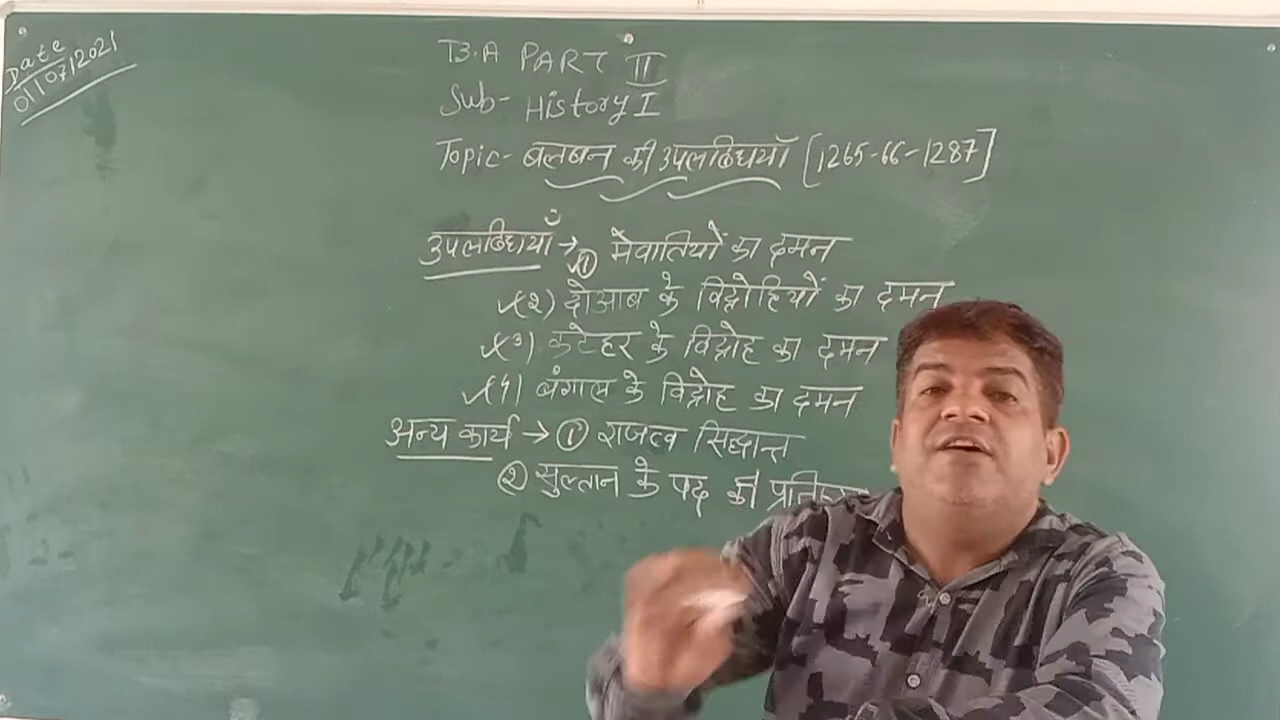 Date
01/07/2021
B.A PART II
Sub- History I
Topic- बलबन की उपलब्धियाँ [1265-66-1287]
उपलब्धियाँ → 1) मेवातियों का दमन
2) दोआब के विद्रोहियों का दमन
3) कटेहर के विद्रोह का दमन
4) बंगाल के विद्रोह का दमन
अन्य कार्य → 1) राजत्व सिद्धान्त
2) सुल्तान के पद की